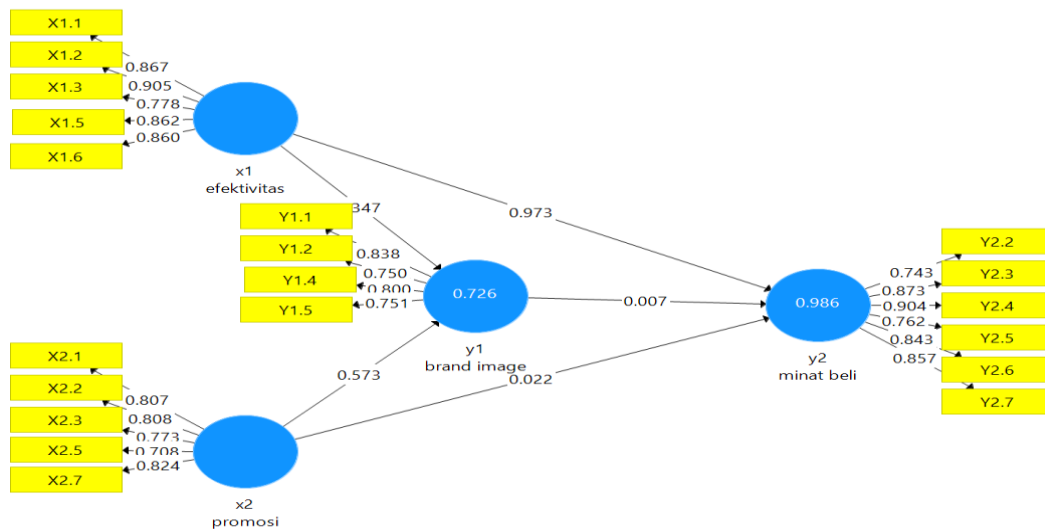 X1.1
X1.2
X1.3
X1.5
X1.6
0.867
0.905
0.778
0.862
0.860
x1
efektivitas
347
0.973
Y1.1
Y1.2
Y1.4
Y1.5
0.838
0.750
0.800
0.751
0.726
y1
brand image
0.007
0.573
0.022
0.986
y2
minat beli
0.743
0.873
0.904
0.762
0.843
0.857
Y2.2
Y2.3
Y2.4
Y2.5
Y2.6
Y2.7
X2.1
X2.2
X2.3
X2.5
X2.7
0.807
0.808
0.773
0.708
0.824
x2
promosi